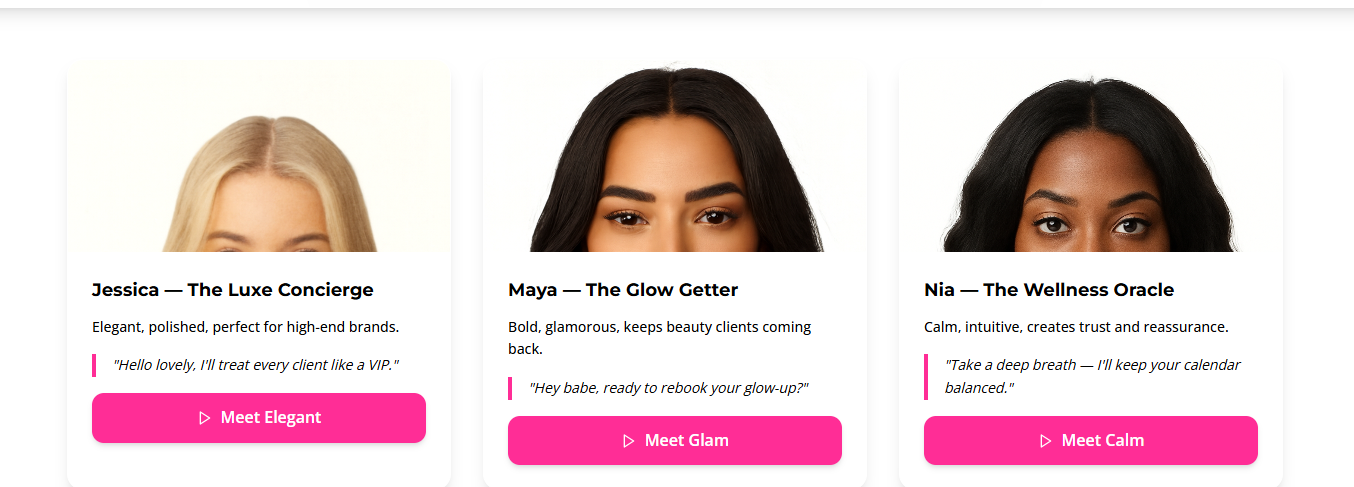 Jessica — The Luxe Concierge
Elegant, polished, perfect for high-end brands.
"Hello lovely, I'll treat every client like a VIP."
Meet Elegant
Maya — The Glow Getter
Bold, glamorous, keeps beauty clients coming
back.
"Hey babe, ready to rebook your glow-up?"
Meet Glam
Nia — The Wellness Oracle
Calm, intuitive, creates trust and reassurance.
"Take a deep breath — I'll keep your calendar
balanced."
Meet Calm